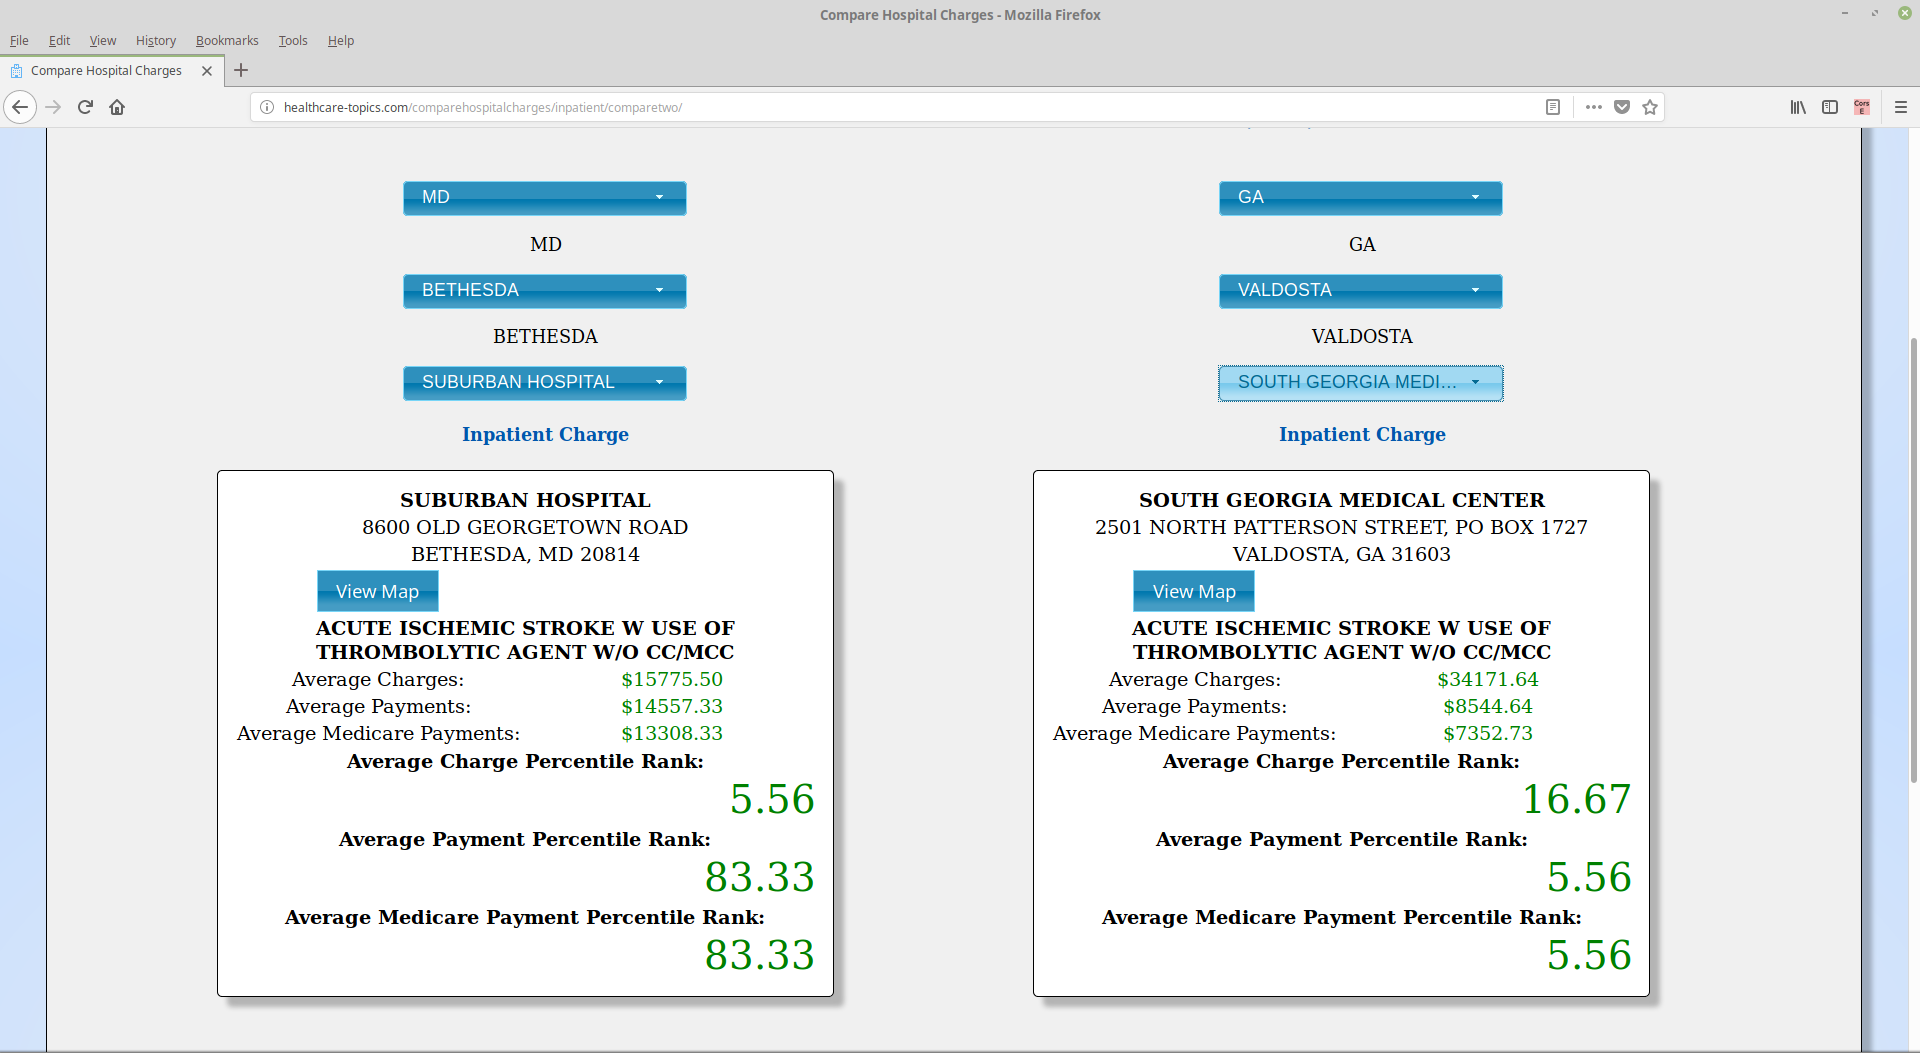 Compare Hospital Charges - Mozilla Firefox
File Edit View History Bookmarks Tools Help
Compare Hospital Charges
healthcare-topics.com/comparehospitalcharges/inpatient/comparetwo/
Cors
E
MD
GA
MD
GA
BETHESDA
VALDOSTA
BETHESDA
VALDOSTA
SUBURBAN HOSPITAL
SOUTH GEORGIA MEDI...
Inpatient Charge
Inpatient Charge
SUBURBAN HOSPITAL
8600 OLD GEORGETOWN ROAD
BETHESDA, MD 20814
View Map
ACUTE ISCHEMIC STROKE W USE OF
THROMBOLYTIC AGENT W/O CC/MCC
Average Charges: $15775.50
Average Payments: $14557.33
Average Medicare Payments: $13308.33
Average Charge Percentile Rank:
5.56
Average Payment Percentile Rank:
83.33
Average Medicare Payment Percentile Rank:
83.33
SOUTH GEORGIA MEDICAL CENTER
2501 NORTH PATTERSON STREET, PO BOX 1727
VALDOSTA, GA 31603
View Map
ACUTE ISCHEMIC STROKE W USE OF
THROMBOLYTIC AGENT W/O CC/MCC
Average Charges: $34171.64
Average Payments: $8544.64
Average Medicare Payments: $7352.73
Average Charge Percentile Rank:
16.67
Average Payment Percentile Rank:
5.56
Average Medicare Payment Percentile Rank:
5.56